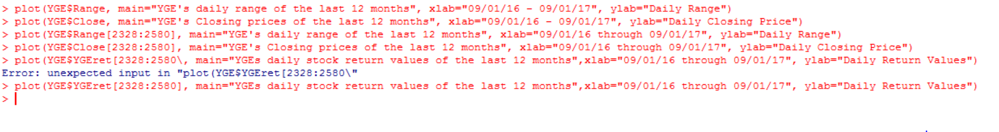 > plot(YGE$Range, main="YGE's daily range of the last 12 months", xlab="09/01/16 - 09/01/17", ylab="Daily Range")
> plot(YGE$Close, main="YGE's Closing prices of the last 12 months", xlab="09/01/16 - 09/01/17", ylab="Daily Closing Price")
> plot(YGE$Range[2328:2580], main="YGE's daily range of the last 12 months", xlab="09/01/16 through 09/01/17", ylab="Daily Range")
> plot(YGE$Close[2328:2580], main="YGE's Closing prices of the last 12 months", xlab="09/01/16 through 09/01/17", ylab="Daily Closing Price")
> plot(YGE$YGEret[2328:2580\, main="YGEs daily stock return values of the last 12 months",xlab="09/01/16 through 09/01/17", ylab="Daily Return Values")
Error: unexpected input in "plot(YGE$YGEret[2328:2580\"
> plot(YGE$YGEret[2328:2580], main="YGEs daily stock return values of the last 12 months",xlab="09/01/16 through 09/01/17", ylab="Daily Return Values")
>